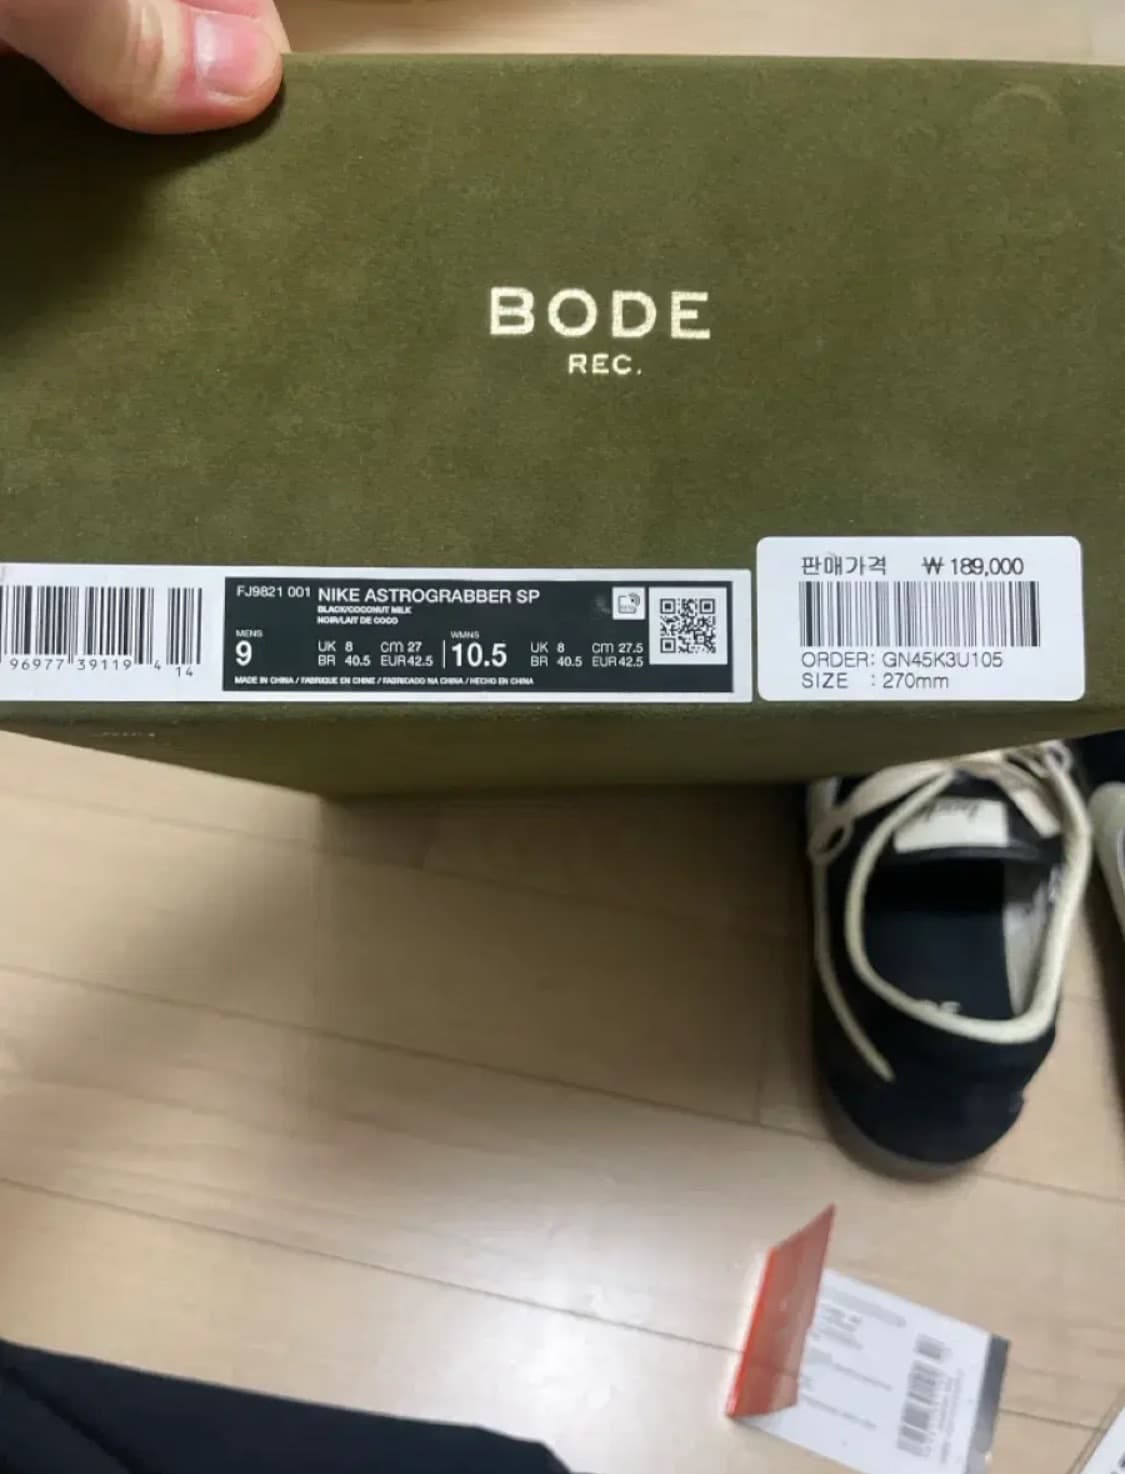 BODE
REC.
FJ9821 001 NIKE ASTROGRABBER SP
BLACK/COCONUT MILK
NOIR/LAIT DE COCO
MENS
9
UK 8 cm 27
BR 40.5 EUR 42.5
WMNS
10.5
UK 8 cm 27.5
BR 40.5 EUR 42.5
MADE IN CHINA / FABRIQUE EN CHINE / FABRICADO NA CHINA / HECHO EN CHINA
96977 39119 4
14
판매가격 ₩ 189,000
ORDER: GN45K3U105
SIZE : 270mm